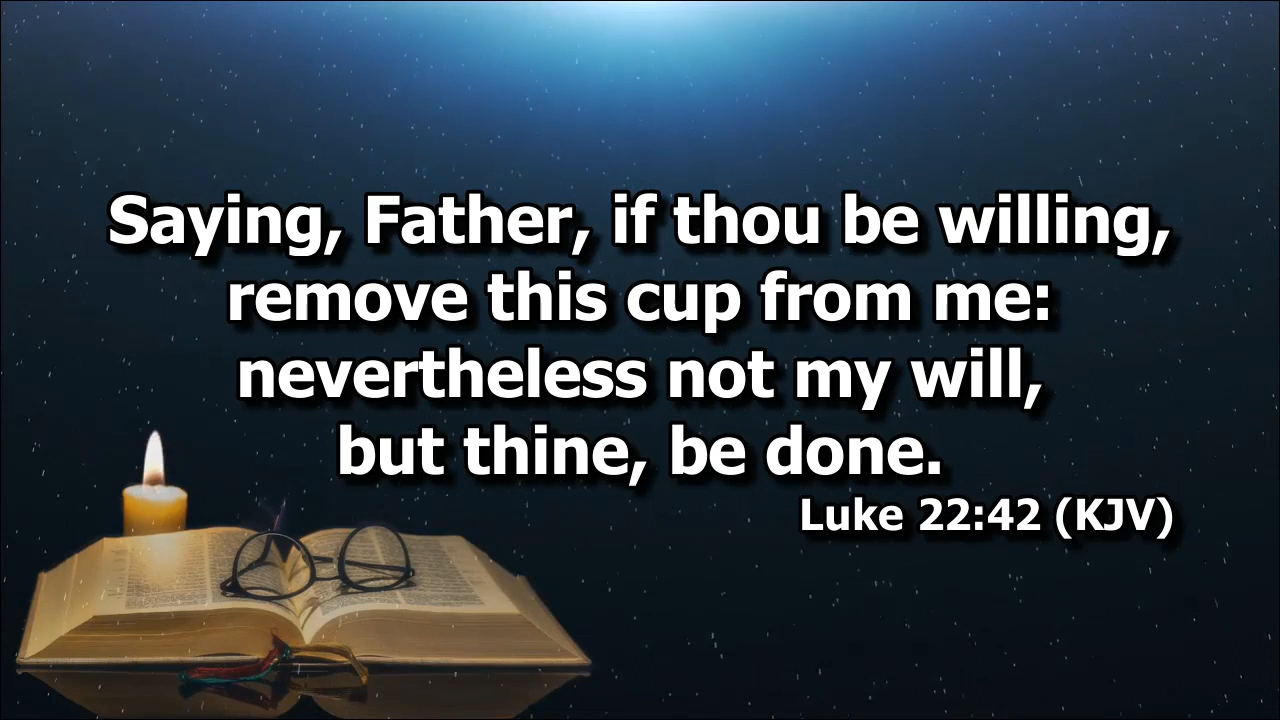 Saying, Father, if thou be willing,
remove this cup from me:
nevertheless not my will,
but thine, be done.
Luke 22:42 (KJV)